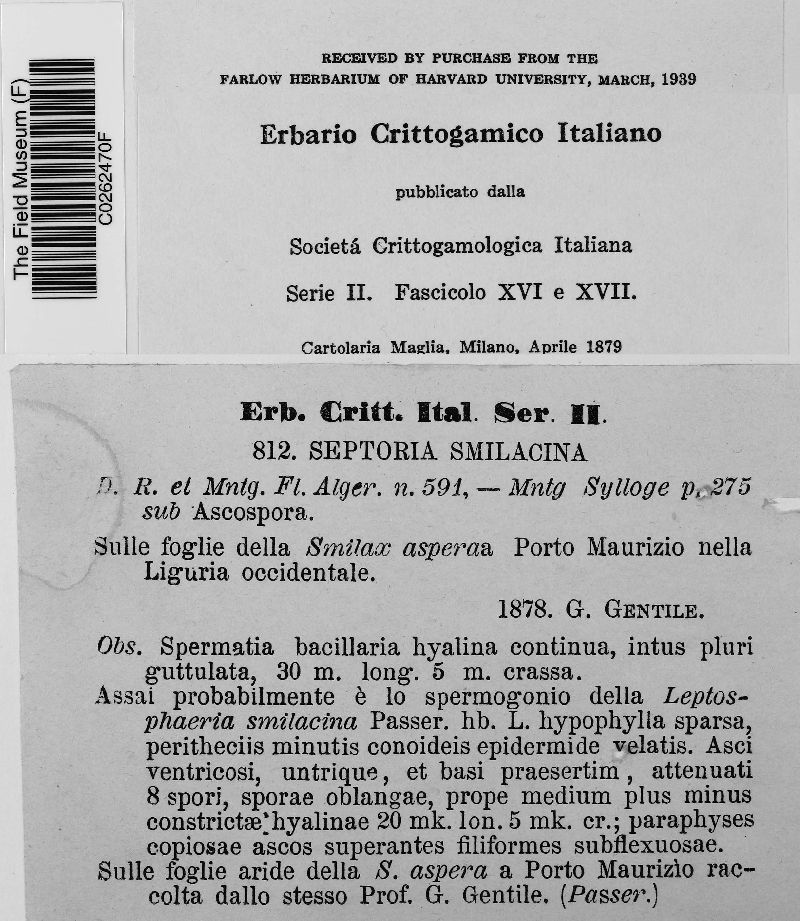 The Field Museum (F)
C0262470F
RECEIVED BY PURCHASE FROM THE
FARLOW HERBARIUM OF HARVARD UNIVERSITY, MARCH, 1939
Erbario Crittogamico Italiano
pubblicato dalla
Societá Crittogamologica Italiana
Serie II. Fascicolo XVI e XVII.
Cartolaria Maglia, Milano, Aprile 1879
Erb. Critt. Ital. Ser. II.
812. SEPTORIA SMILACINA
D. R. et Mntg. Fl. Alger. n. 591, — Mntg Sylloge p. 275
sub Ascospora.
Sulle foglie della Smilax asperaa Porto Maurizio nella
Liguria occidentale.
1878. G. GENTILE.
Obs. Spermatia bacillaria hyalina continua, intus pluri
guttulata, 30 m. long. 5 m. crassa.
Assai probabilmente è lo spermogonio della Leptos-
phaeria smilacina Passer. hb. L. hypophylla sparsa,
peritheciis minutis conoideis epidermide velatis. Asci
ventricosi, untrique, et basi praesertim, attenuati
8 spori, sporae oblangae, prope medium plus minus
constrictæ hyalinae 20 mk. lon. 5 mk. cr.; paraphyses
copiosae ascos superantes filiformes subflexuosae.
Sulle foglie aride della S. aspera a Porto Maurizio rac-
colta dallo stesso Prof. G. Gentile. (Passer.)